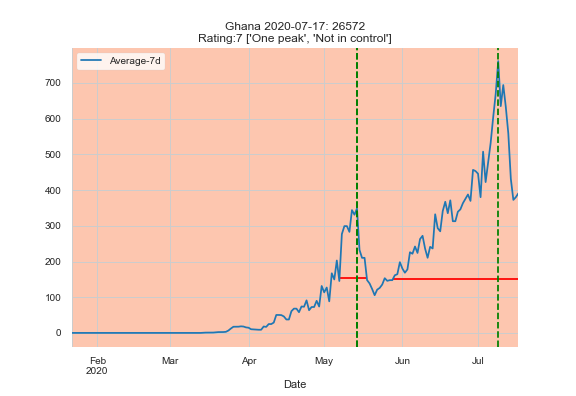 Ghana 2020-07-17: 26572
Rating:7 ['One peak', 'Not in control']
Average-7d
700
600
500
400
300
200
100
0
Feb
2020
Mar
Apr
May
Jun
Jul
Date